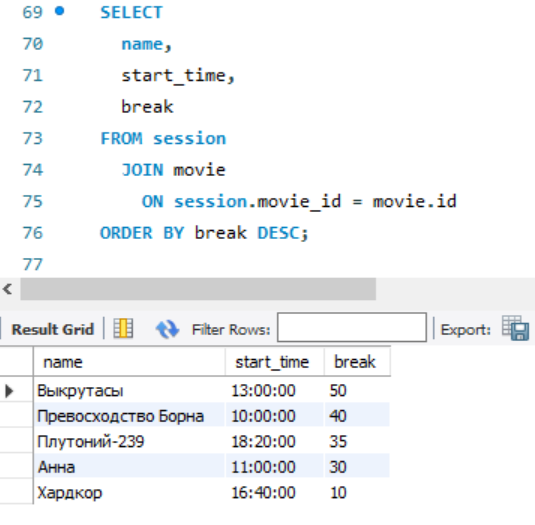 69 SELECT
70 name,
71 start_time,
72 break
73 FROM session
74 JOIN movie
75 ON session.movie_id = movie.id
76 ORDER BY break DESC;
77
Result Grid Filter Rows: Export:
name start_time break
Выкрутасы 13:00:00 50
Превосходство Борна 10:00:00 40
Плутоний-239 18:20:00 35
Анна 11:00:00 30
Хардкор 16:40:00 10